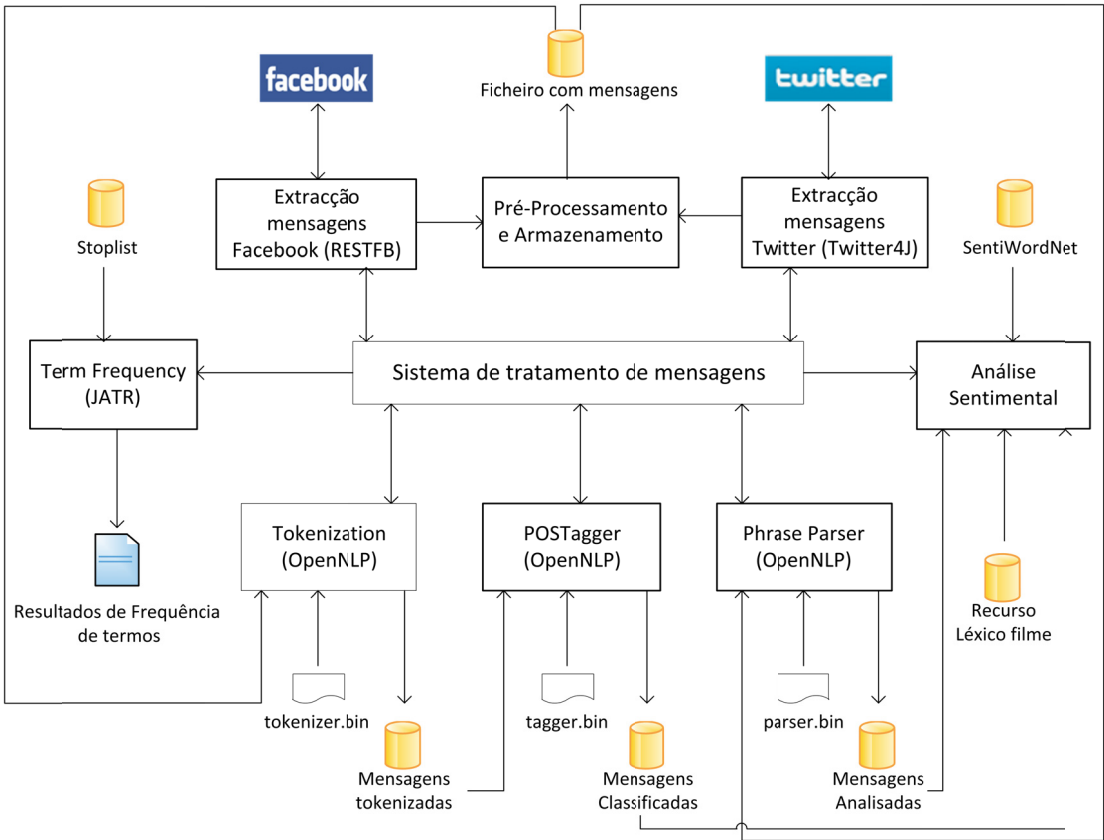 facebook
Ficheiro com mensagens
twitter
Stoplist
Extracção
mensagens
Facebook (RESTFB)
Pré-Processamento
e Armazenamento
Extracção
mensagens
Twitter (Twitter4J)
SentiWordNet
Term Frequency
(JATR)
Sistema de tratamento de mensagens
Análise
Sentimental
Tokenization
(OpenNLP)
POSTagger
(OpenNLP)
Phrase Parser
(OpenNLP)
Resultados de Frequência
de termos
Recurso
Léxico filme
tokenizer.bin
tagger.bin
parser.bin
Mensagens
tokenizadas
Mensagens
Classificadas
Mensagens
Analisadas